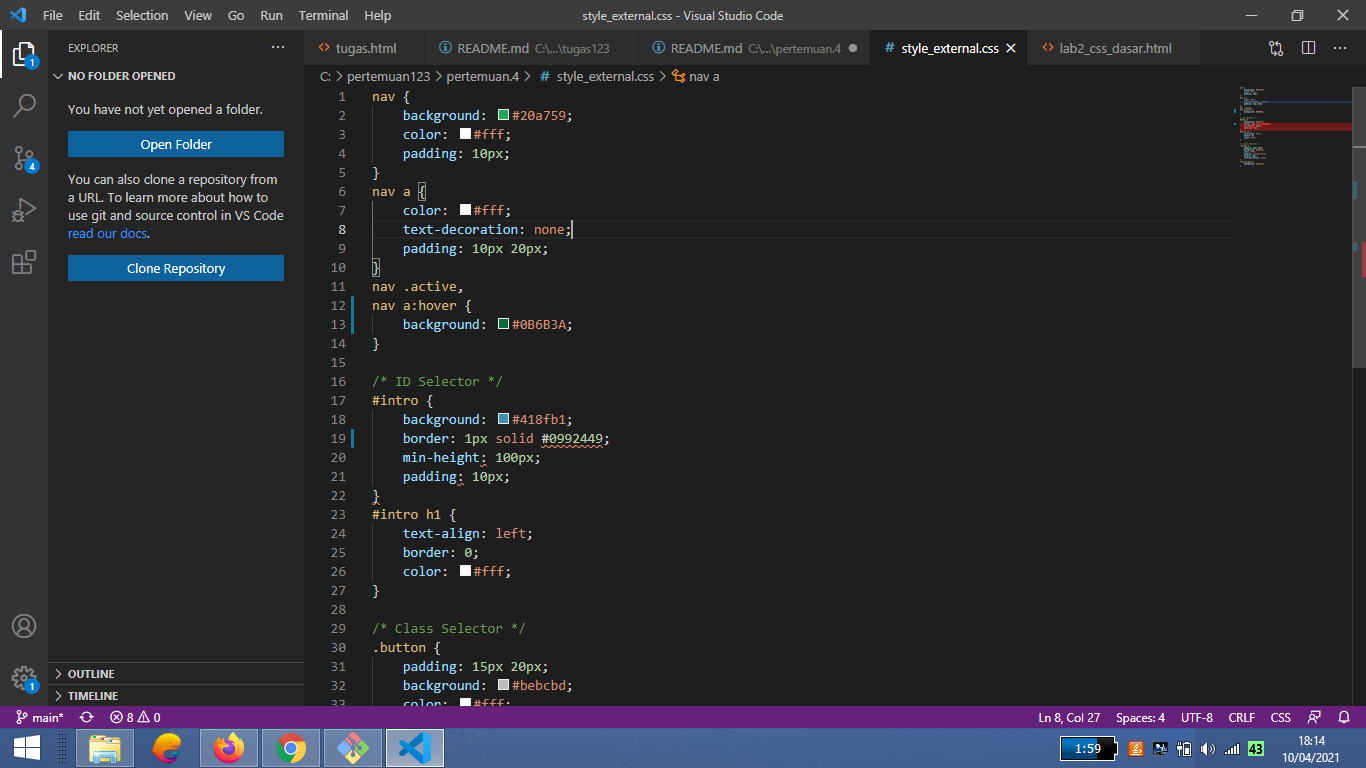 File Edit Selection View Go Run Terminal Help
style_external.css - Visual Studio Code
EXPLORER
NO FOLDER OPENED
You have not yet opened a folder.
Open Folder
You can also clone a repository from
a URL. To learn more about how to
use git and source control in VS Code
read our docs.
Clone Repository
OUTLINE
TIMELINE
1
4
1
tugas.html
README.md C:\...\tugas123
README.md C:\...\pertemuan.4
# style_external.css
lab2_css_dasar.html
C: > pertemuan123 > pertemuan.4 > # style_external.css > nav a
1 nav {
2 background: #20a759;
3 color: #fff;
4 padding: 10px;
5 }
6 nav a {
7 color: #fff;
8 text-decoration: none;
9 padding: 10px 20px;
10 }
11 nav .active,
12 nav a:hover {
13 background: #0B6B3A;
14 }
15
16 /* ID Selector */
17 #intro {
18 background: #418fb1;
19 border: 1px solid #0992449;
20 min-height: 100px;
21 padding: 10px;
22 }
23 #intro h1 {
24 text-align: left;
25 border: 0;
26 color: #fff;
27 }
28
29 /* Class Selector */
30 .button {
31 padding: 15px 20px;
32 background: #bebcbd;
33 color: #fff;
main* 8 0
Ln 8, Col 27 Spaces: 4 UTF-8 CRLF CSS
1:59
43
18:14
10/04/2021